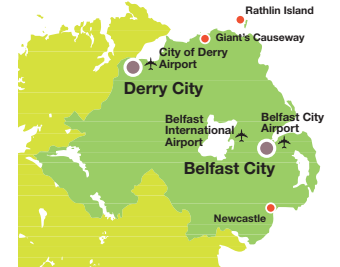 Rathlin Island
Giant's Causeway
City of Derry
Airport
Derry City
Belfast
International
Airport
Belfast City
Airport
Belfast City
Newcastle